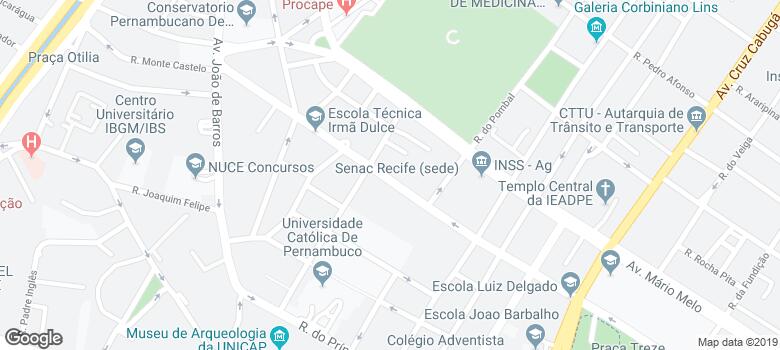 Conservatorio
Pernambucano De...
Procape
H
DE MEDICINA...
Galeria Corbiniano Lins
Av. Cruz Cabugá
Praça Otilia
R. Monte Castelo
Av. João de Barros
R. Pedro Afonso
R. Araripina
Centro
Universitário
IBGM/IBS
Escola Técnica
Irmã Dulce
R. do Pombal
CTTU - Autarquia de
Trânsito e Transporte
H
NUCE Concursos
Senac Recife (sede)
INSS - Ag
R. do Veiga
R. Joaquim Felipe
Templo Central
da IEADPE
Universidade
Católica De
Pernambuco
R. Padre Inglês
Escola Luiz Delgado
Av. Mário Melo
R. Rocha Pita
R. da Fundição
Escola Joao Barbalho
Museu de Arqueologia
da UNICAP
R. do Prín
Colégio Adventista
Praça Treze
Google
Map data ©2019